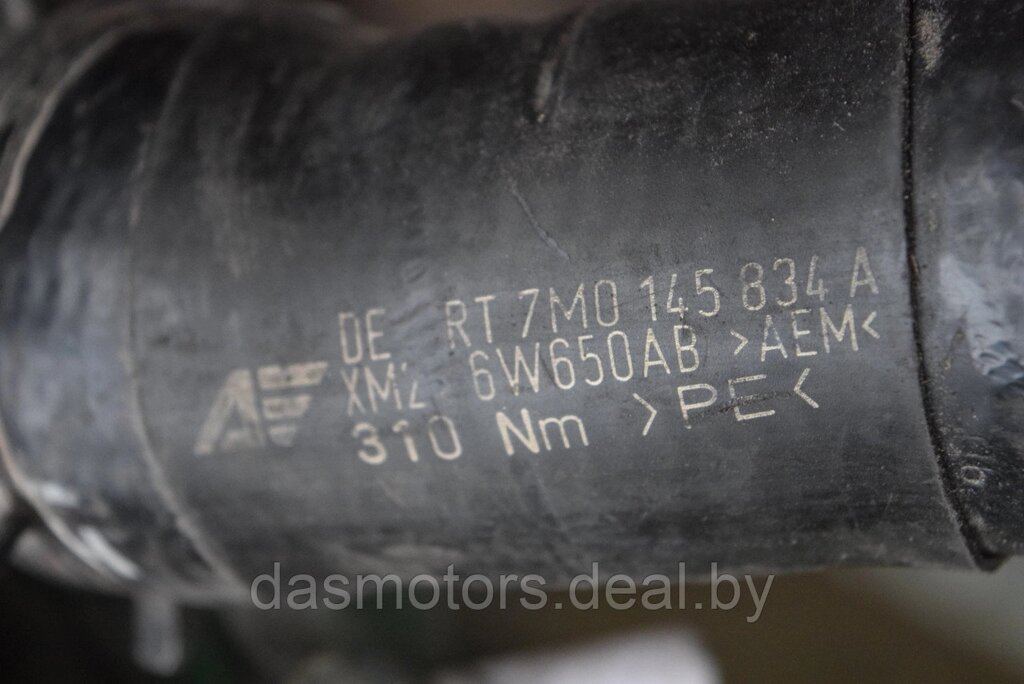 DE. RT 7M0 145 834 A
XM2. 6W650AB >AEM<
310 Nm >PE<
dasmotors.deal.by